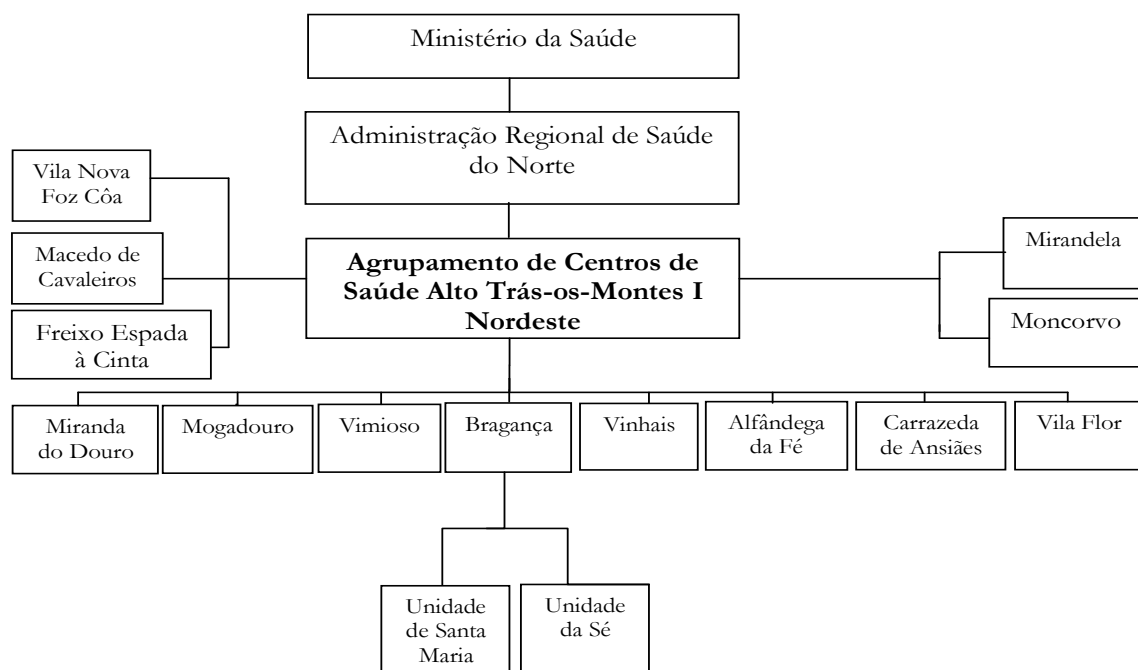 Ministério da Saúde
Administração Regional de Saúde
do Norte
Vila Nova
Foz Côa
Macedo de
Cavaleiros
Freixo Espada
à Cinta
Agrupamento de Centros de
Saúde Alto Trás-os-Montes I
Nordeste
Mirandela
Moncorvo
Miranda
do Douro
Mogadouro
Vimioso
Bragança
Vinhais
Alfândega
da Fé
Carrazeda
de Ansiães
Vila Flor
Unidade
de Santa
Maria
Unidade
da Sé